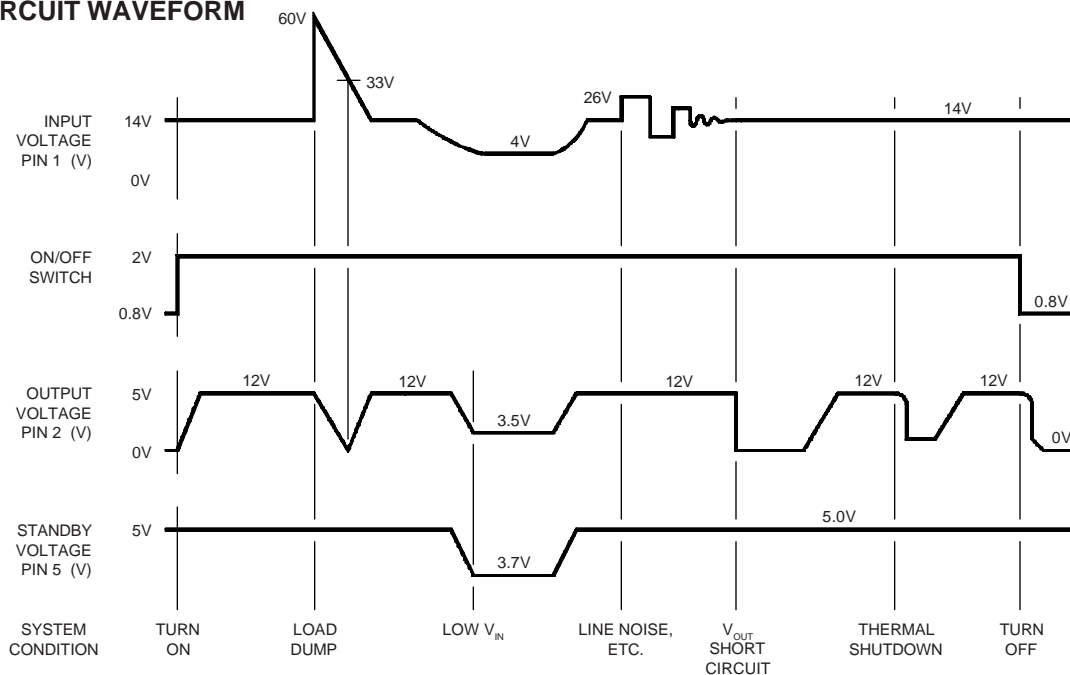 RCUIT WAVEFORM
60V
33V
26V
14V
INPUT
VOLTAGE
PIN 1 (V)
14V
4V
0V
ON/OFF
SWITCH
2V
0.8V
0.8V
OUTPUT
VOLTAGE
PIN 2 (V)
5V
0V
12V
12V
3.5V
12V
12V
12V
0V
STANDBY
VOLTAGE
PIN 5 (V)
5V
3.7V
5.0V
SYSTEM
CONDITION
TURN
ON
LOAD
DUMP
LOW VIN
LINE NOISE,
ETC.
VOUT
SHORT
CIRCUIT
THERMAL
SHUTDOWN
TURN
OFF